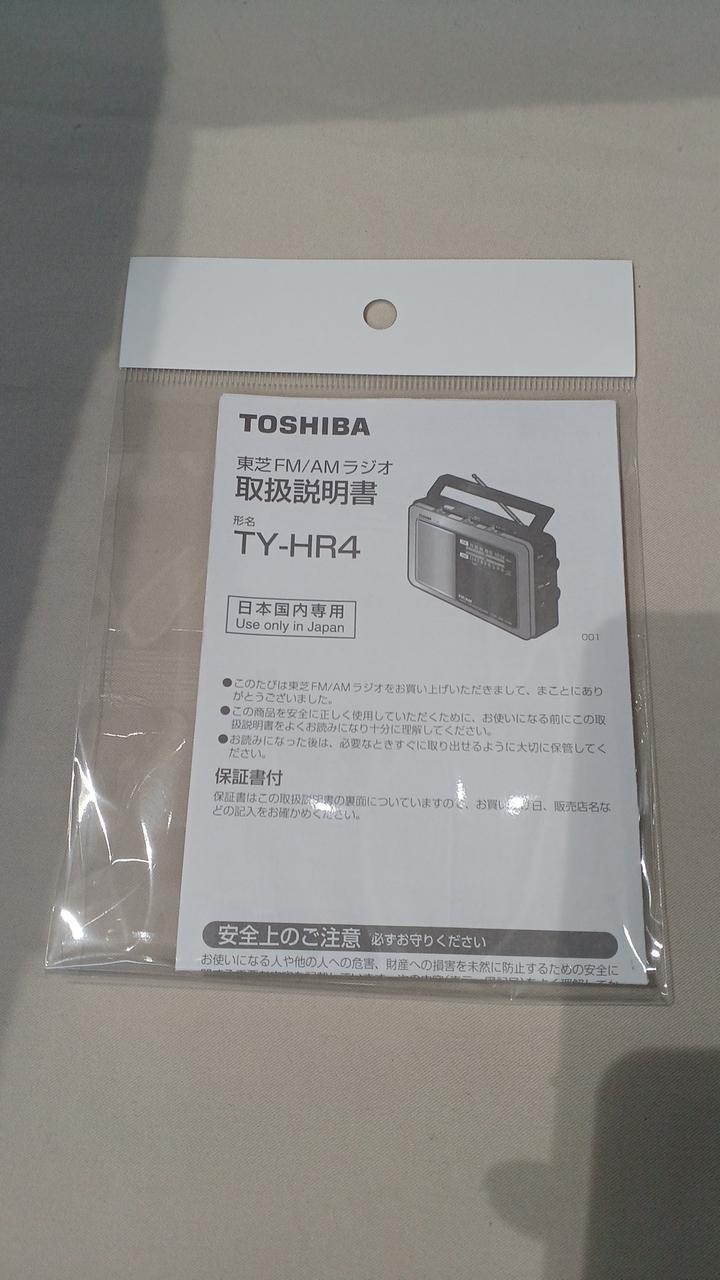 TOSHIBA
東芝FM/AMラジオ
取扱説明書
形名
TY-HR4
日本国内専用
Use only in Japan
001
●このたびは東芝FM/AMラジオをお買い上げいただきまして、まことにあり
がとうございました。
●この商品を安全に正しく使用していただくために、お使いになる前にこの取
扱説明書をよくお読みになり十分に理解してください。
●お読みになった後は、必要なときすぐに取り出せるように大切に保管してく
ださい。
保証書付
保証書はこの取扱説明書の裏面についていますので、お買い上げ日、販売店名な
どの記入をお確かめください。
安全上のご注意 必ずお守りください
お使いになる人や他の人への危害、財産への損害を未然に防止するための安全に